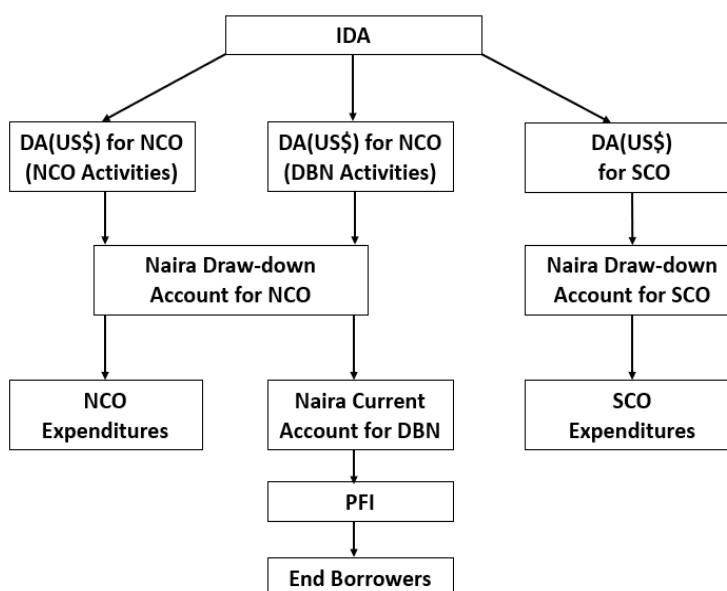 IDA
DA(US$) for NCO
(NCO Activities)
DA(US$) for NCO
(DBN Activities)
DA(US$)
for SCO
Naira Draw-down
Account for NCO
Naira Draw-down
Account for SCO
NCO
Expenditures
Naira Current
Account for DBN
SCO
Expenditures
PFI
End Borrowers